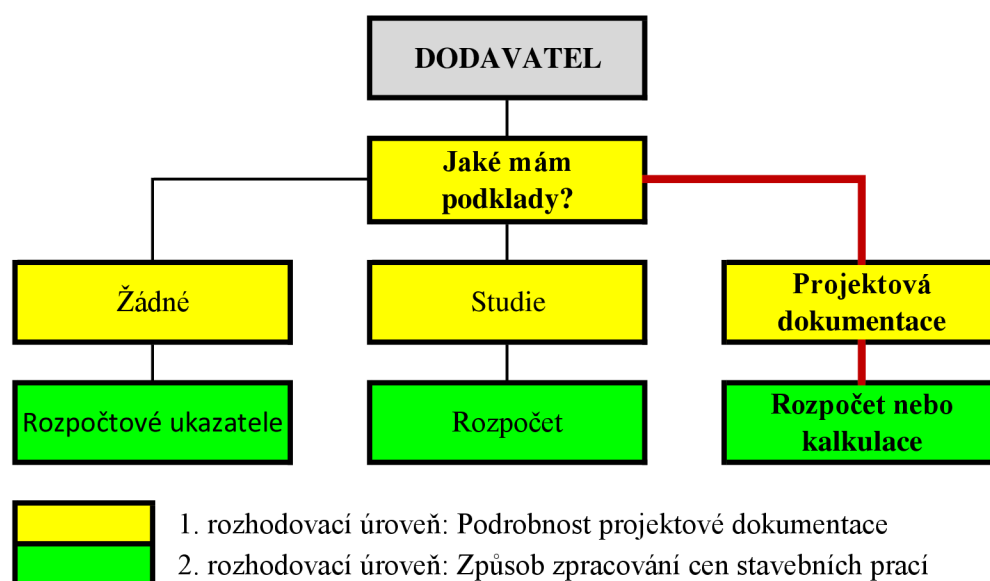 DODAVATEL
Jaké mám
podklady?
Žádné
Studie
Projektová
dokumentace
Rozpočtové ukazatele
Rozpočet
Rozpočet nebo
kalkulace
1. rozhodovací úroveň: Podrobnost projektové dokumentace
2. rozhodovací úroveň: Způsob zpracování cen stavebních prací